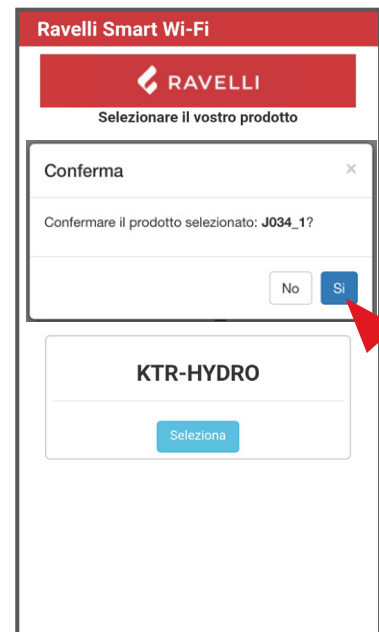 Ravelli Smart Wi-Fi
RAVELLI
Selezionare il vostro prodotto
Conferma ×
Confermare il prodotto selezionato: J034_1?
No Si
KTR-HYDRO
Seleziona